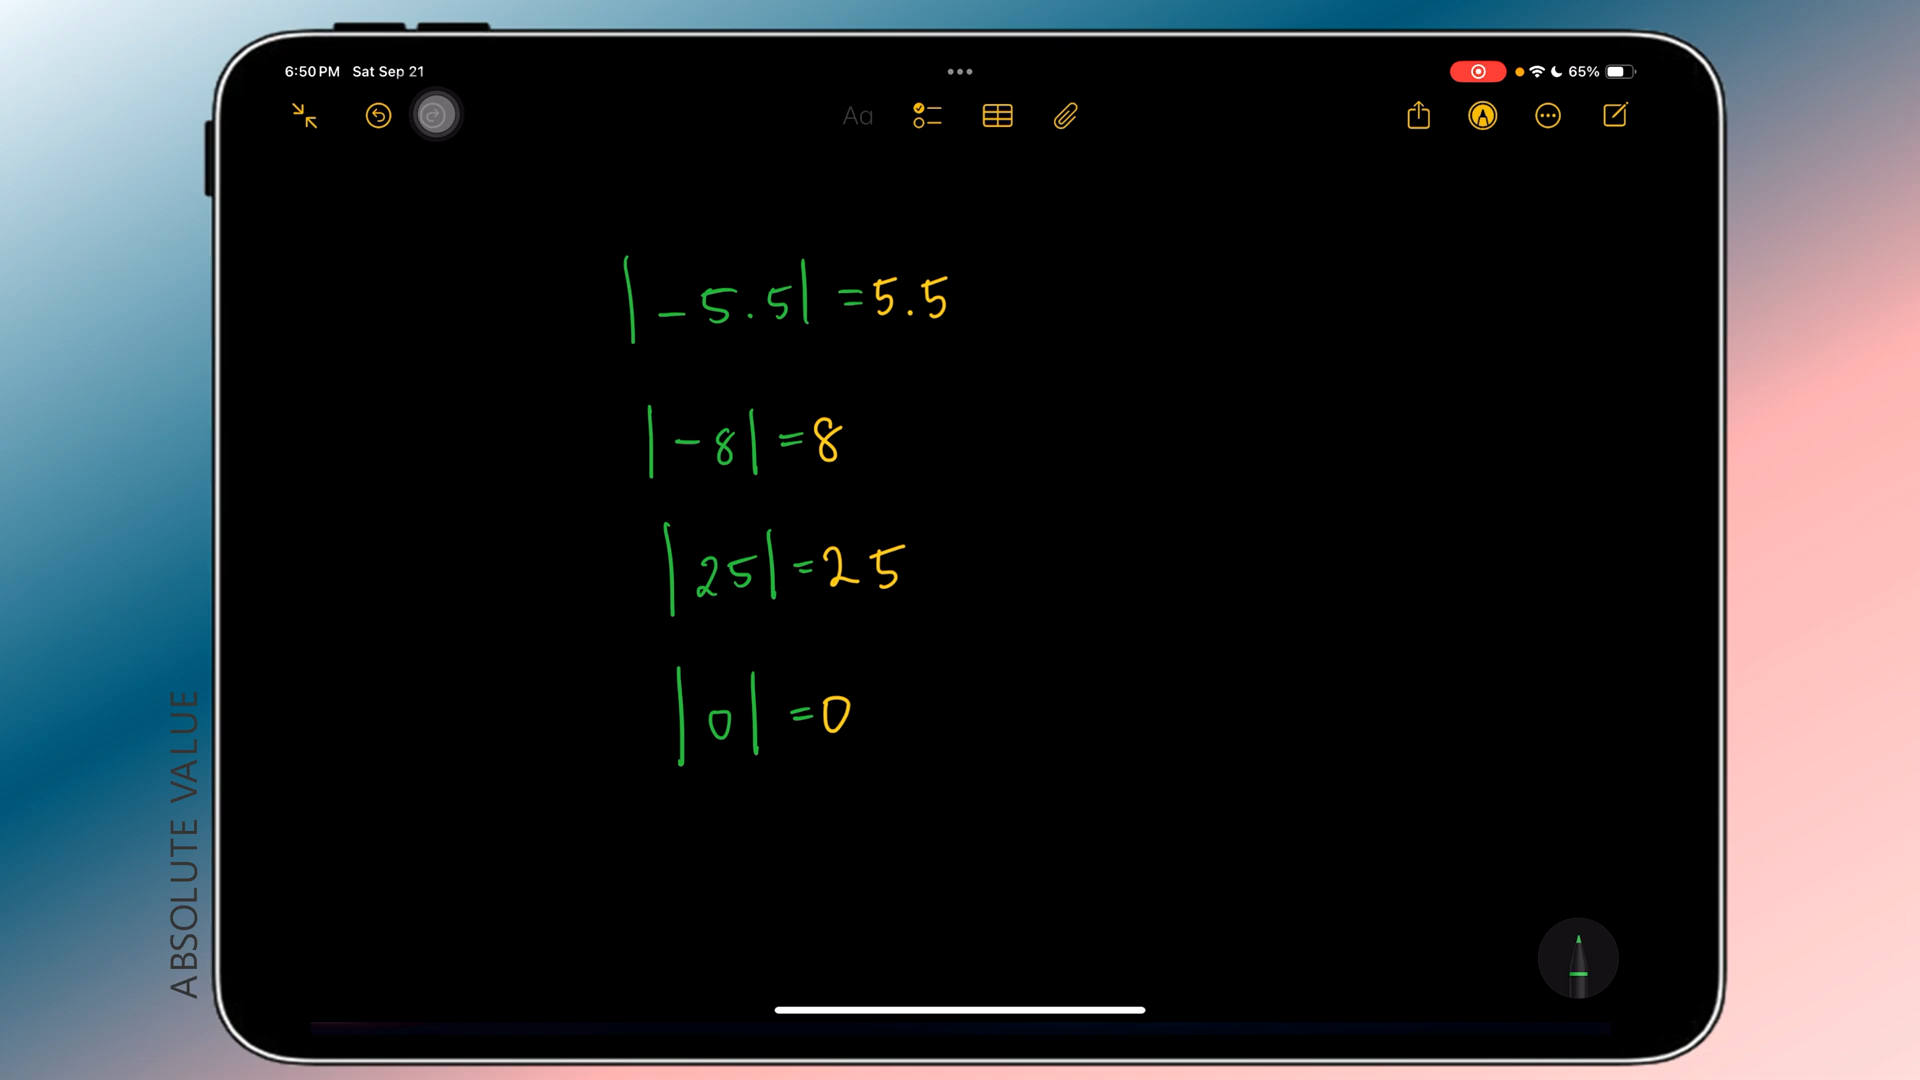 6:50 PM Sat Sep 21
65%
Aa
|-5.5| = 5.5
|-8| = 8
|25| = 25
|0| = 0
ABSOLUTE VALUE